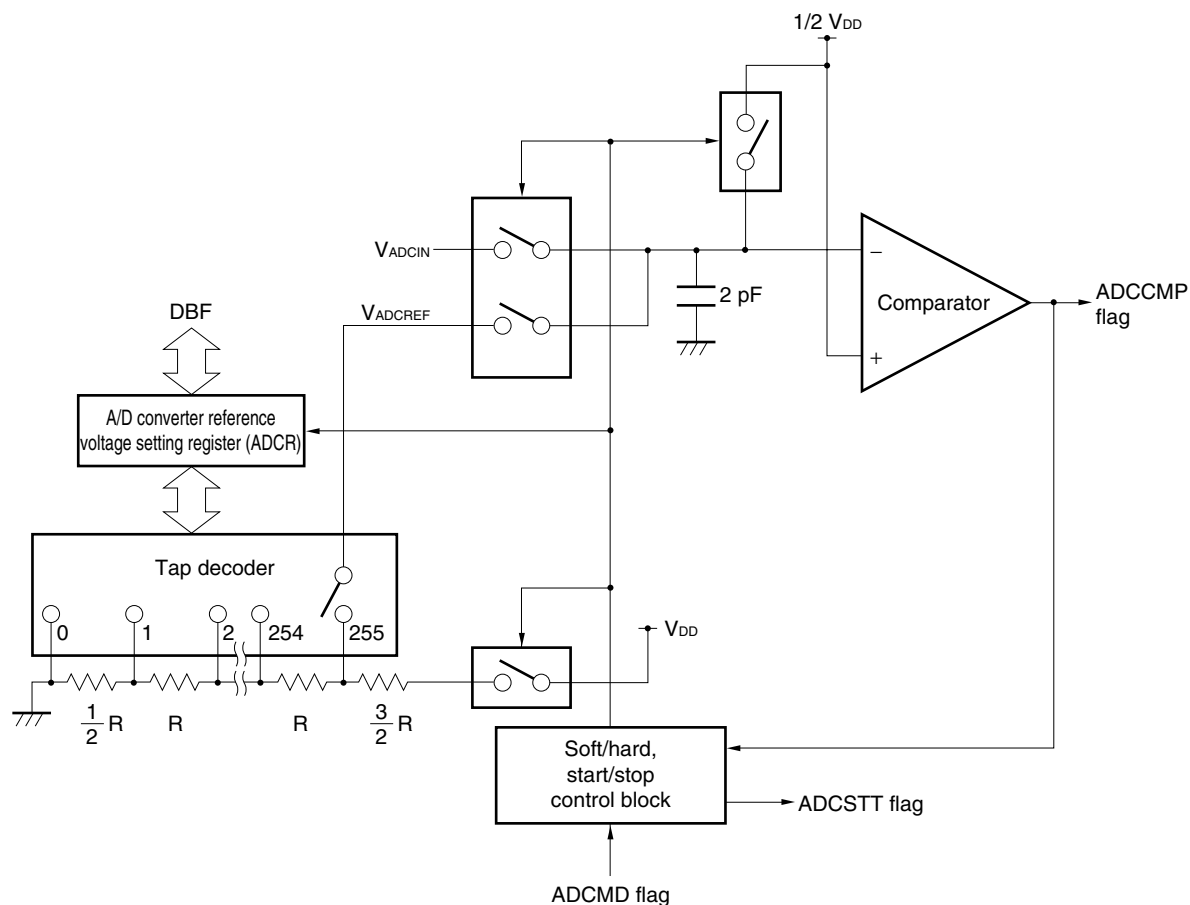 1/2 VDD
VADCIN
VADCREF
2 pF
−
+
Comparator
ADCCMP
flag
DBF
A/D converter reference
voltage setting register (ADCR)
Tap decoder
0
1
2
254
255
VDD
1/2 R
R
R
3/2 R
Soft/hard,
start/stop
control block
ADCSTT flag
ADCMD flag